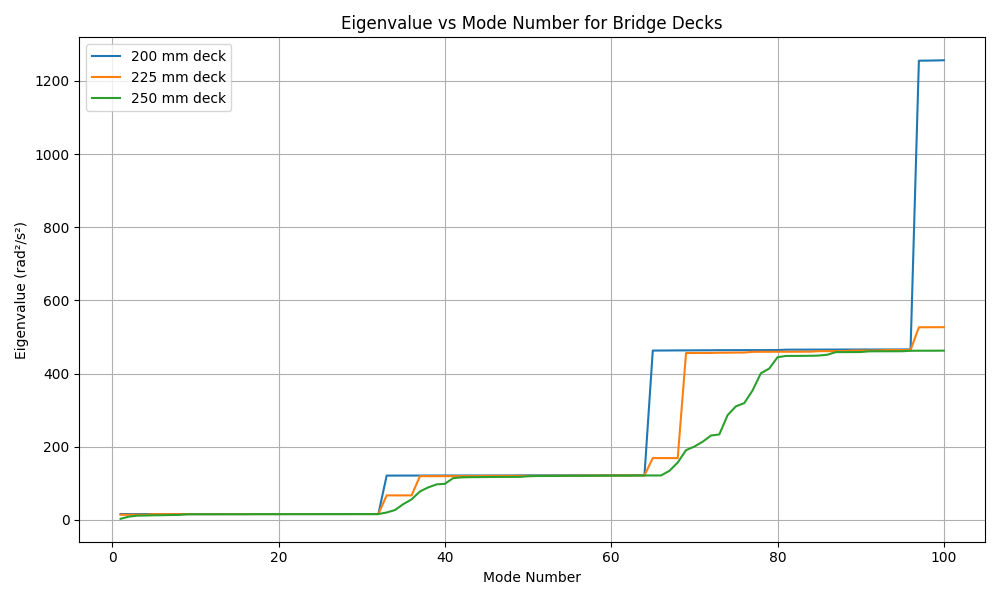 Eigenvalue vs Mode Number for Bridge Decks
200 mm deck
225 mm deck
250 mm deck
Eigenvalue (rad²/s²)
1200
1000
800
600
400
200
0
0 20 40 60 80 100
Mode Number